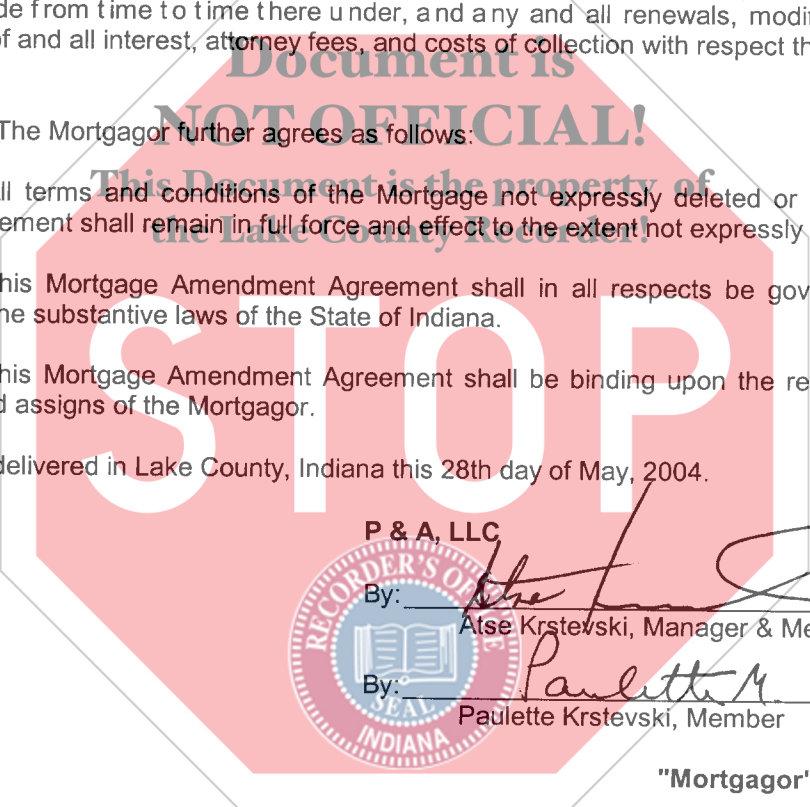 de from time to time there under, and any and all renewals, modif
of and all interest, attorney fees, and costs of collection with respect th
Document is
NOT OFFICIAL!
The Mortgagor further agrees as follows:
This Document is the property of
the Lake County Recorder!
ll terms and conditions of the Mortgage not expressly deleted or
ement shall remain in full force and effect to the extent not expressly
his Mortgage Amendment Agreement shall in all respects be gov
he substantive laws of the State of Indiana.
STOP
his Mortgage Amendment Agreement shall be binding upon the re
d assigns of the Mortgagor.
delivered in Lake County, Indiana this 28th day of May, 2004.
P & A, LLC
RECORDER'S OFFICE
SEAL
INDIANA
By:
Atse Krstevski, Manager & Me
By: Paulette M.
Paulette Krstevski, Member
"Mortgagor"